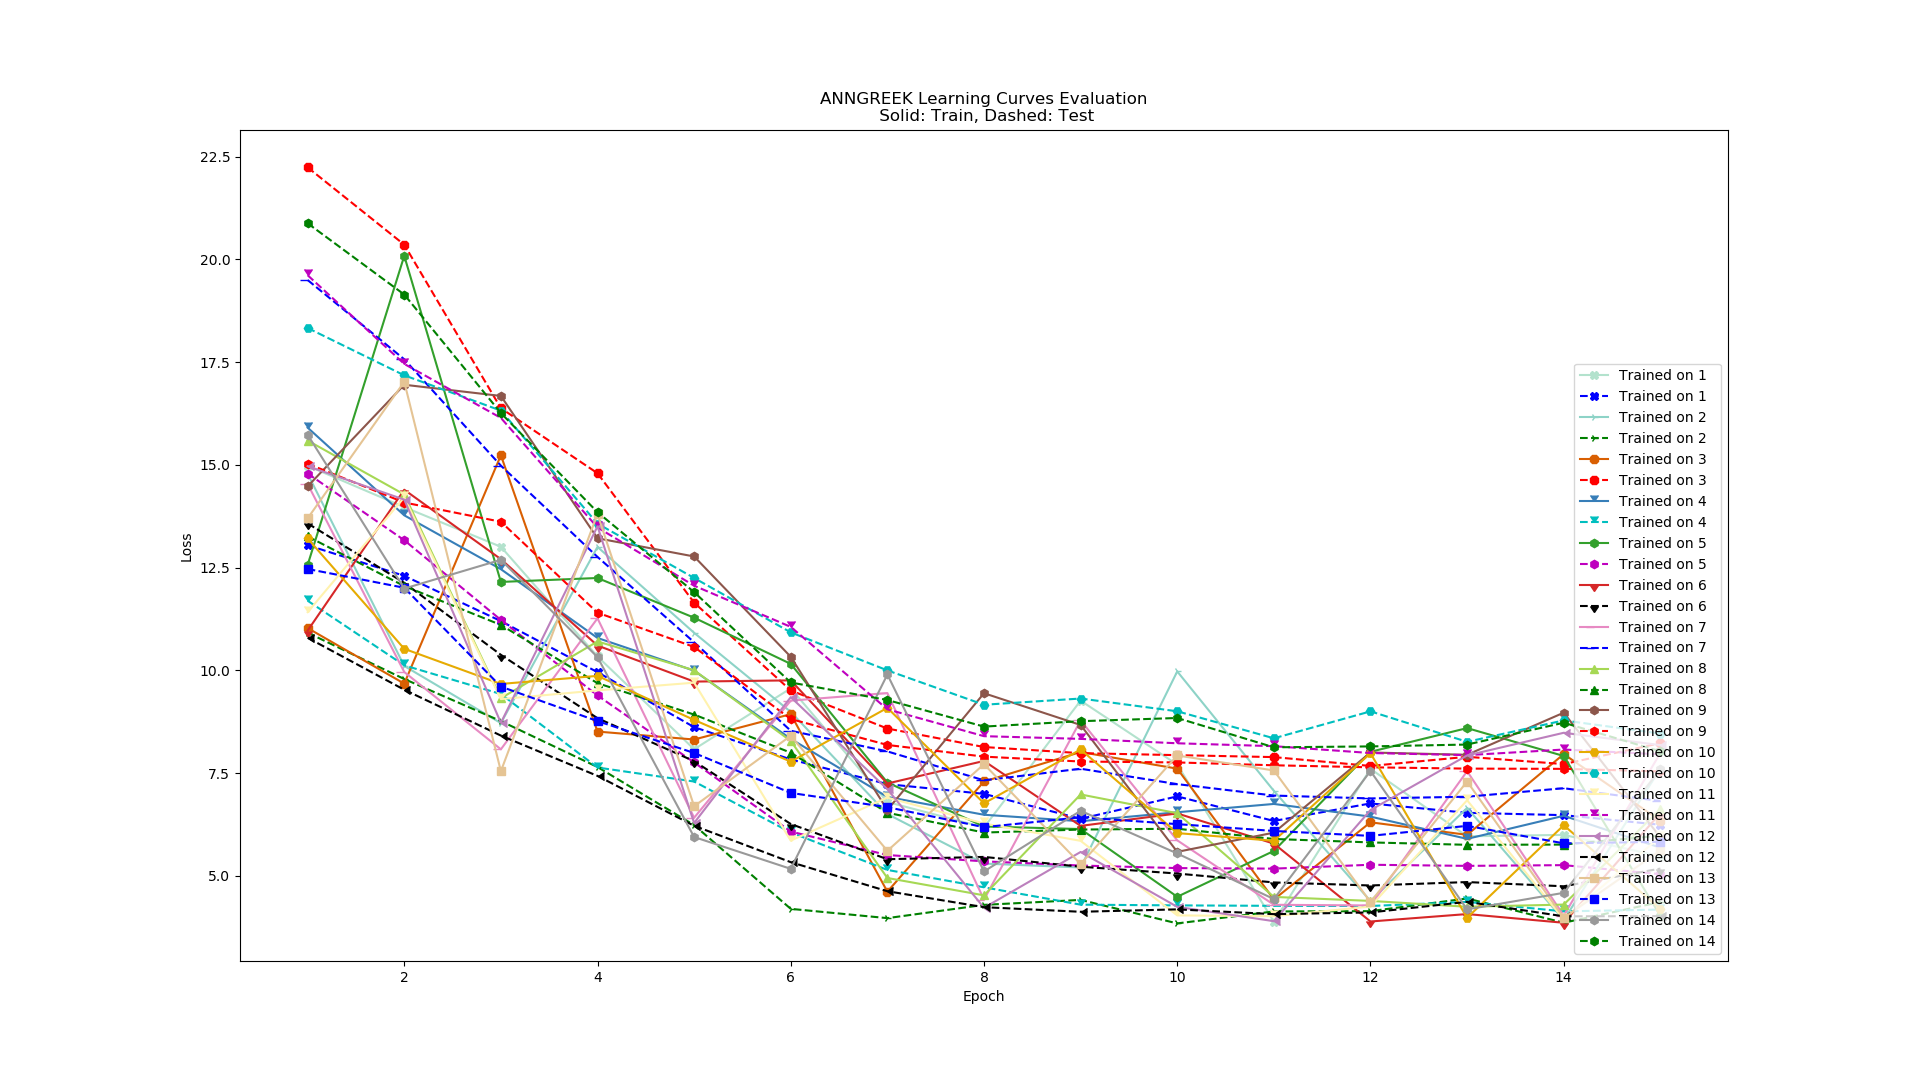 ANNGREEK Learning Curves Evaluation
Solid: Train, Dashed: Test
22.5
20.0
17.5
15.0
12.5
10.0
7.5
5.0
Loss
2
4
6
8
10
12
14
Epoch
Trained on 1
Trained on 1
Trained on 2
Trained on 2
Trained on 3
Trained on 3
Trained on 4
Trained on 4
Trained on 5
Trained on 5
Trained on 6
Trained on 6
Trained on 7
Trained on 7
Trained on 8
Trained on 8
Trained on 9
Trained on 9
Trained on 10
Trained on 10
Trained on 11
Trained on 11
Trained on 12
Trained on 12
Trained on 13
Trained on 13
Trained on 14
Trained on 14